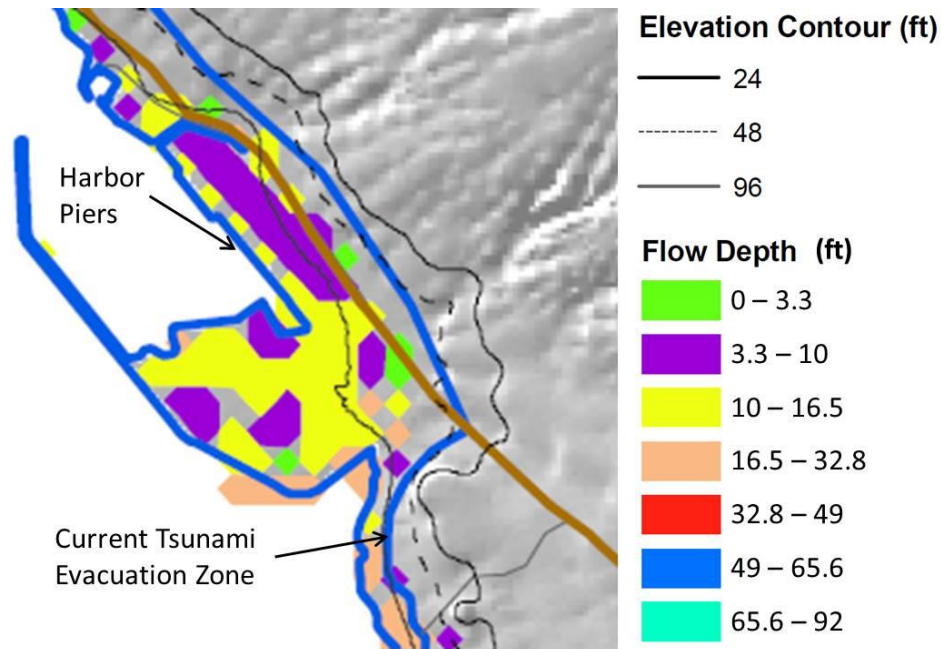 Harbor
Piers
Current Tsunami
Evacuation Zone
Elevation Contour (ft)
24
48
96
Flow Depth (ft)
0 – 3.3
3.3 – 10
10 – 16.5
16.5 – 32.8
32.8 – 49
49 – 65.6
65.6 – 92